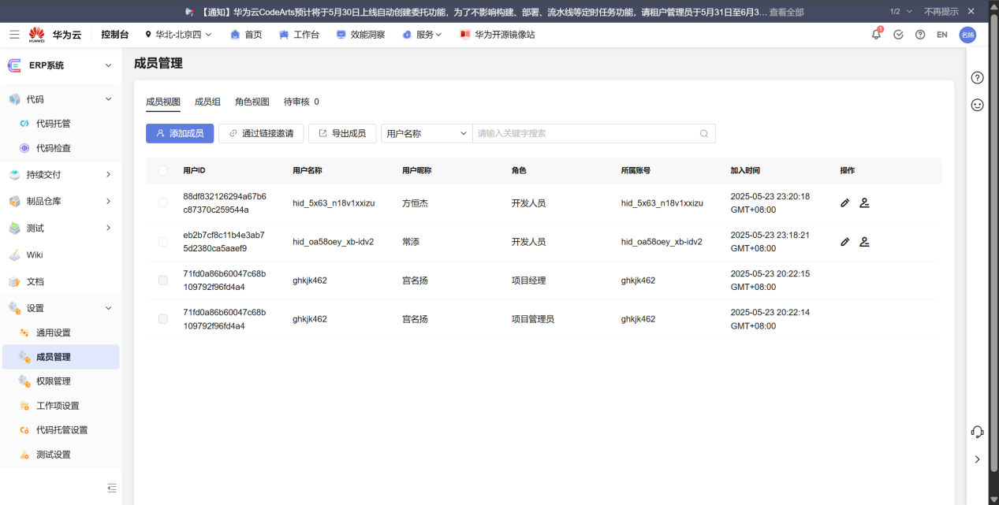 【通知】华为云CodeArts预计将于5月30日上线自动创建委托功能，为了不影响构建、部署、流水线等定时任务功能，请租户管理员于5月31日至6月3… 查看全部 1/2 不再提示
HUAWEI 华为云 控制台 华北-北京四 首页 工作台 效能洞察 服务 华为开源镜像站 1 EN 名扬
ERP系统
代码
代码托管
代码检查
持续交付
制品仓库
测试
Wiki
文档
设置
通用设置
成员管理
权限管理
工作项设置
代码托管设置
测试设置
成员管理
成员视图 成员组 角色视图 待审核 0
添加成员 通过链接邀请 导出成员 用户名称 请输入关键字搜索
用户ID 用户名称 用户昵称 角色 所属账号 加入时间 操作
88df832126294a67b6
c87370c259544a
hid_5x63_n18v1xxizu 方恒杰 开发人员 hid_5x63_n18v1xxizu
2025-05-23 23:20:18
GMT+08:00
eb2b7cf8c11b4e3ab7
5d2380ca5aaef9
hid_oa58oey_xb-idv2 常添 开发人员 hid_oa58oey_xb-idv2
2025-05-23 23:18:21
GMT+08:00
71fd0a86b60047c68b
109792f96fd4a4
ghkjk462 宫名扬 项目经理 ghkjk462
2025-05-23 20:22:15
GMT+08:00
71fd0a86b60047c68b
109792f96fd4a4
ghkjk462 宫名扬 项目管理员 ghkjk462
2025-05-23 20:22:14
GMT+08:00